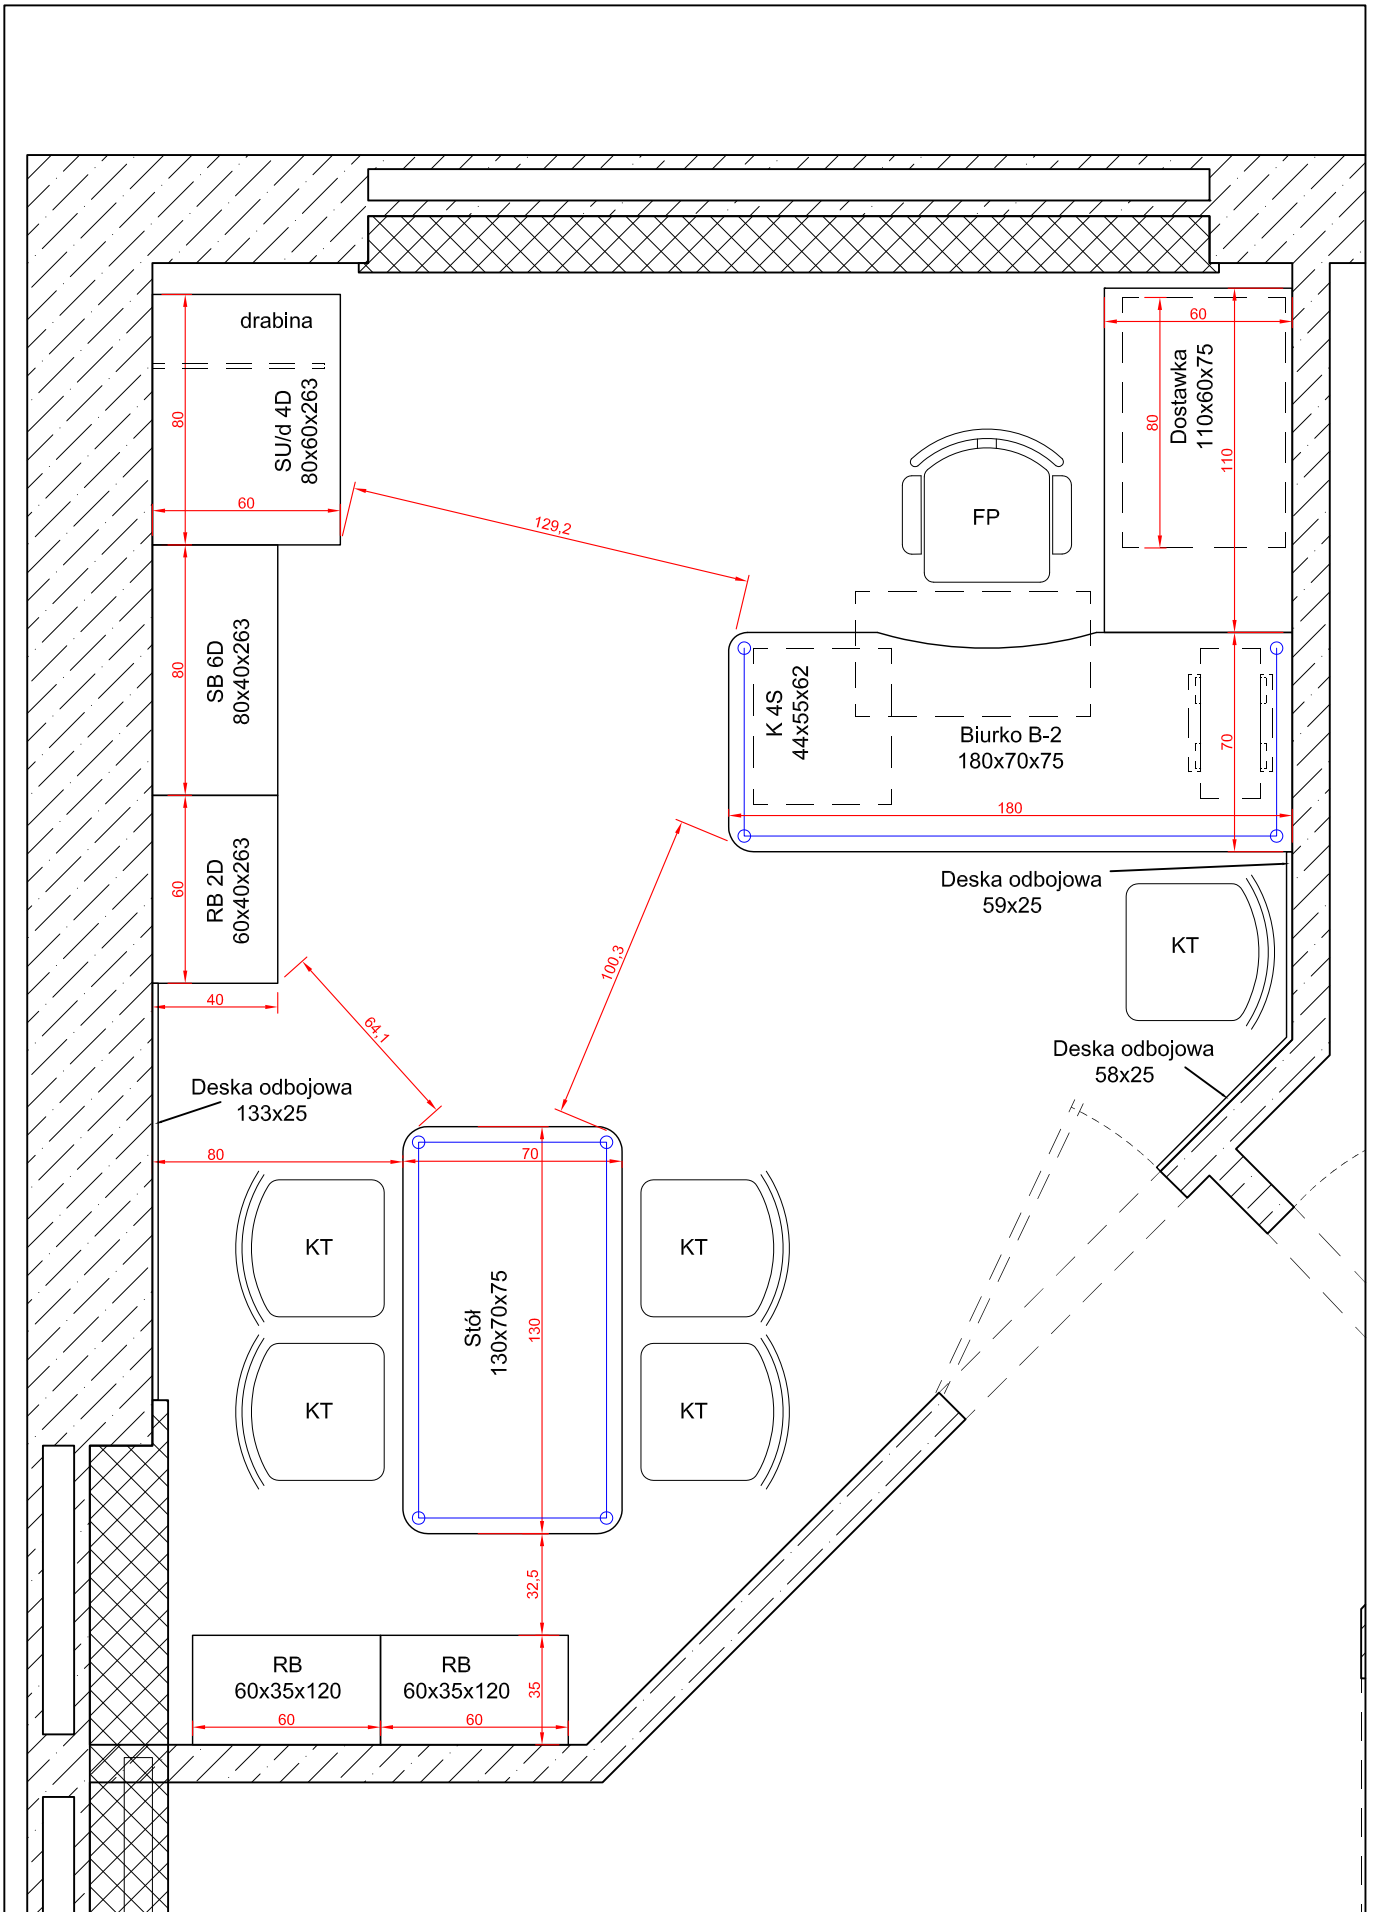 drabina
SU/d 4D
80x60x263
80
60
129,2
60
Dostawka
110x60x75
80
110
FP
SB 6D
80x40x263
80
K 4S
44x55x62
Biurko B-2
180x70x75
70
180
RB 2D
60x40x263
60
40
Deska odbojowa
59x25
KT
100,3
64,1
Deska odbojowa
58x25
Deska odbojowa
133x25
80
70
KT
KT
Stół
130x70x75
130
KT
KT
32,5
RB
60x35x120
RB
60x35x120
35
60
60